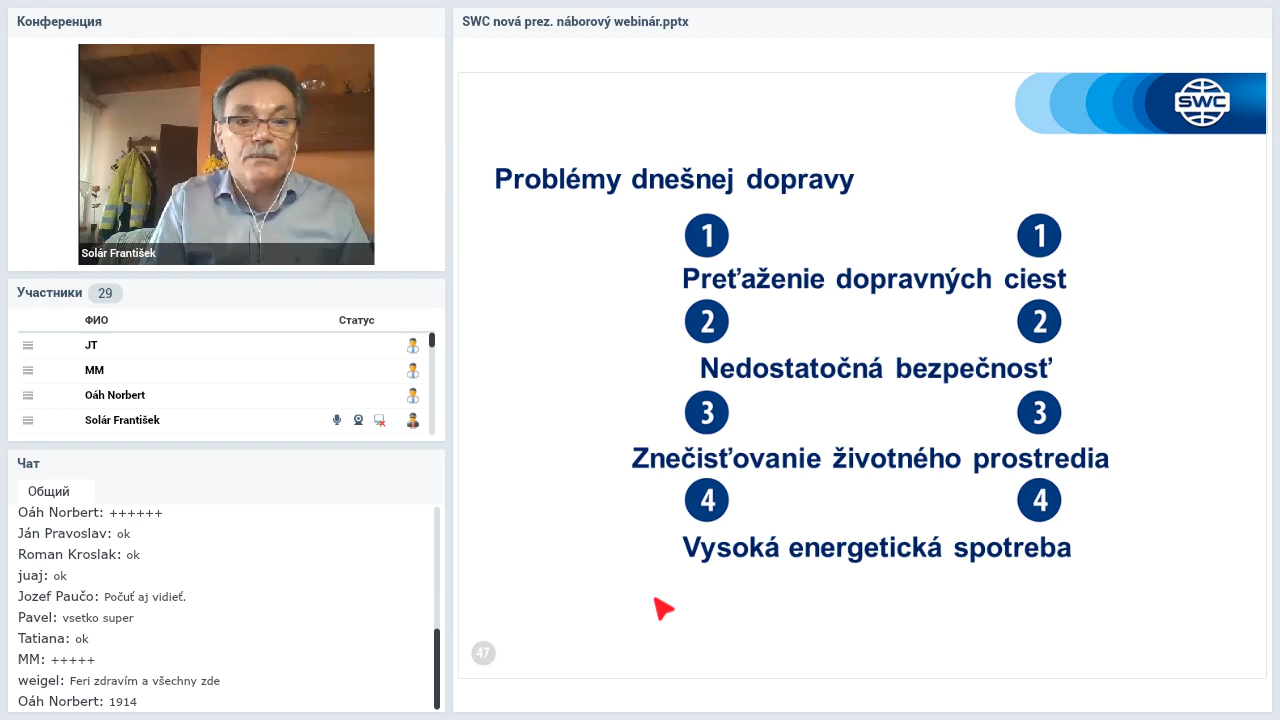 Конференция
Solár František
Участники 29
ФИО Статус
JT
MM
Oáh Norbert
Solár František
Чат
Общий
Oáh Norbert: ++++++
Ján Pravoslav: ok
Roman Kroslak: ok
juaj: ok
Jozef Paučo: Počuť aj vidieť.
Pavel: vsetko super
Tatiana: ok
MM: +++++
weigel: Feri zdravím a všechny zde
Oáh Norbert: 1914
SWC nová prez. náborový webinár.pptx
SWC
Problémy dnešnej dopravy
1 1
Preťaženie dopravných ciest
2 2
Nedostatočná bezpečnosť
3 3
Znečisťovanie životného prostredia
4 4
Vysoká energetická spotreba
47